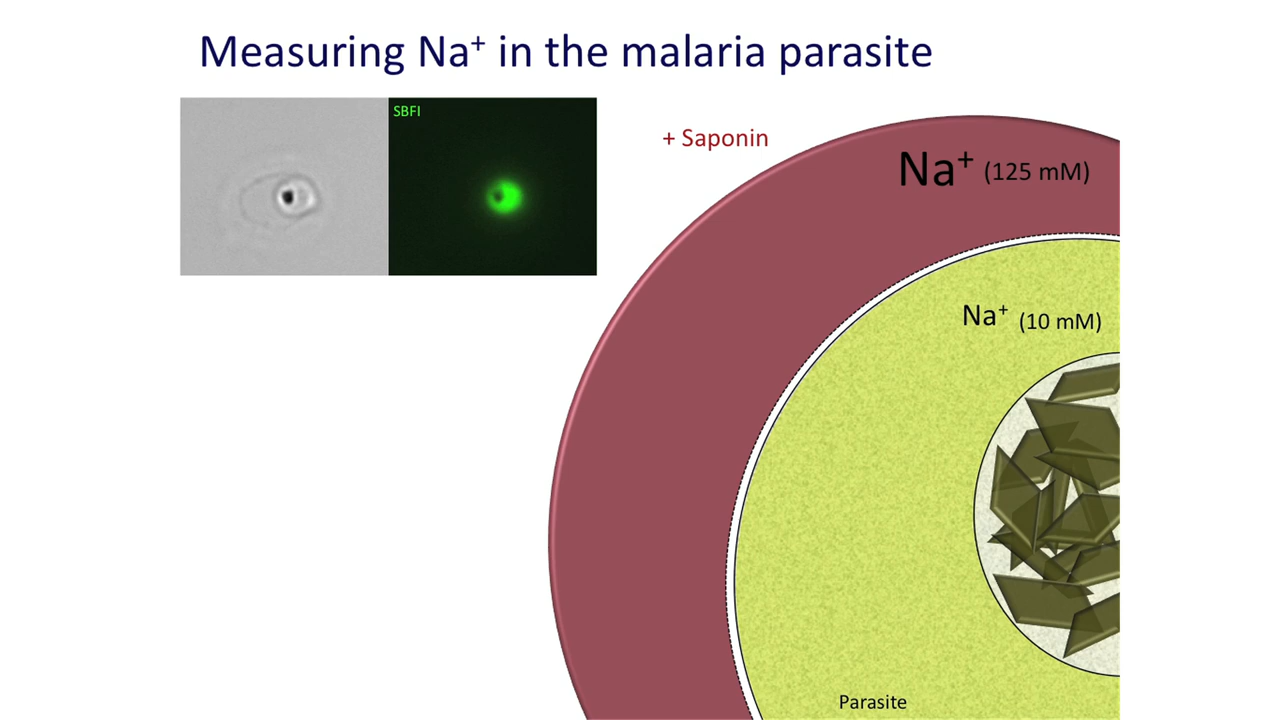 Measuring Na⁺ in the malaria parasite
SBFI
+ Saponin
Na⁺ (125 mM)
Na⁺ (10 mM)
Parasite